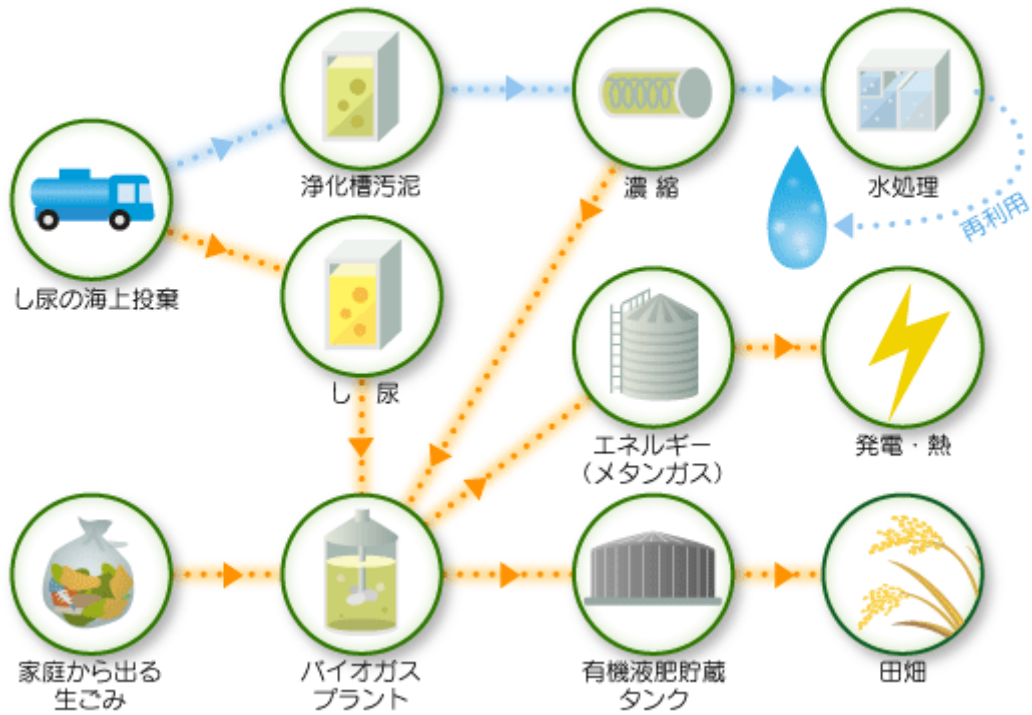 浄化槽汚泥
濃縮
水処理
再利用
し尿の海上投棄
し尿
エネルギー
（メタンガス）
発電・熱
家庭から出る
生ごみ
バイオガス
プラント
有機液肥貯蔵
タンク
田畑